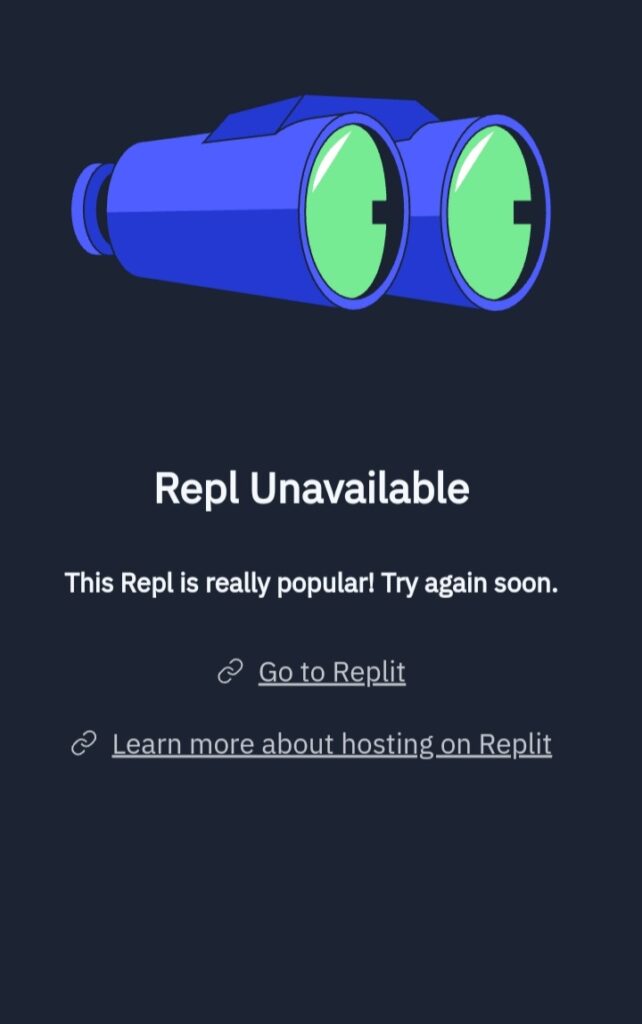 Repl Unavailable
This Repl is really popular! Try again soon.
Go to Replit
Learn more about hosting on Replit